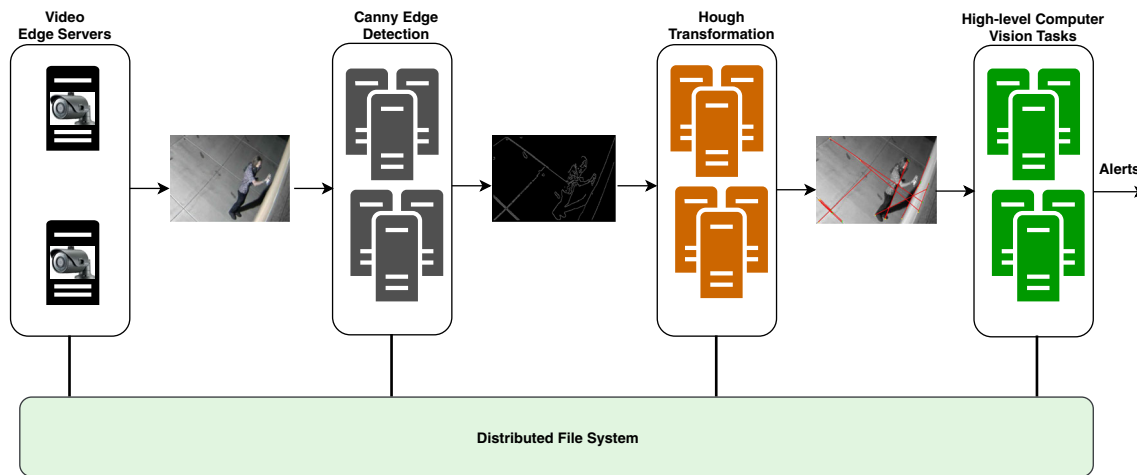 Video
Edge Servers
Canny Edge
Detection
Hough
Transformation
High-level Computer
Vision Tasks
Alerts
Distributed File System